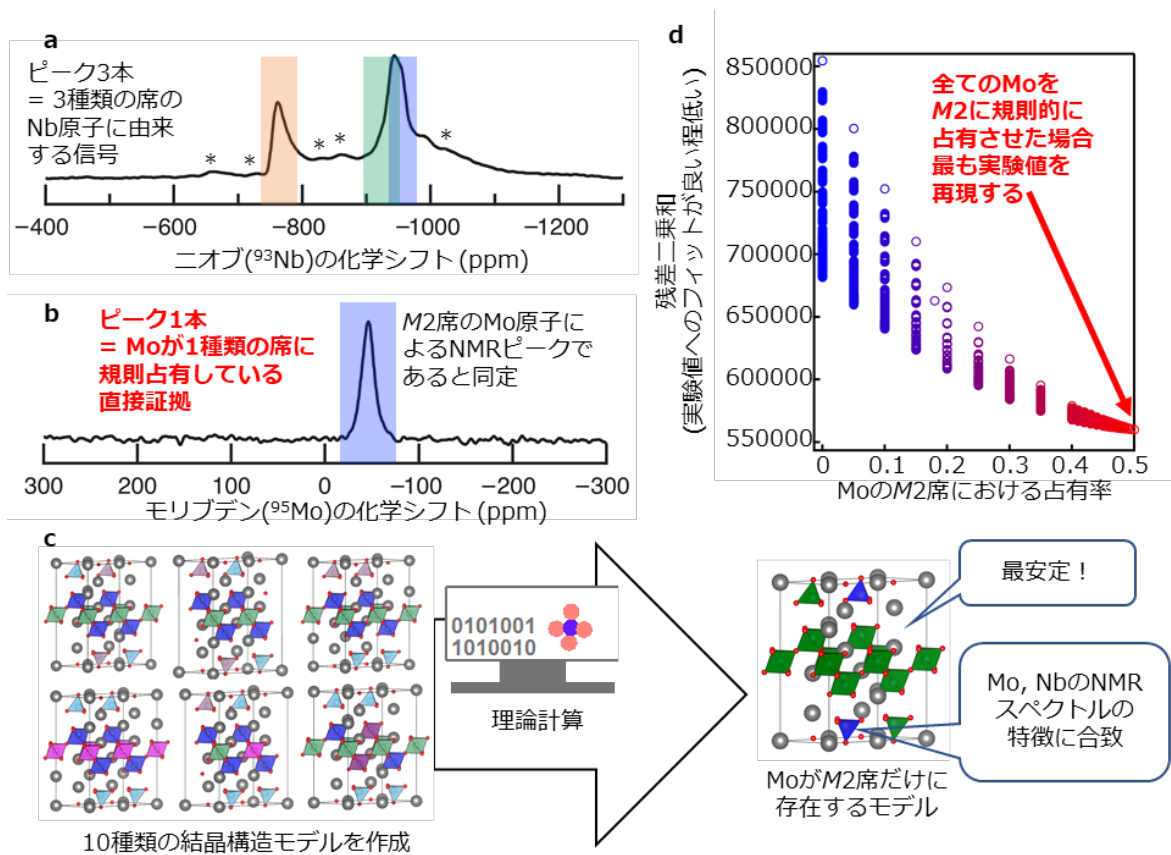 a
ピーク3本
= 3種類の席の
Nb原子に由来
する信号
* * * * *
−400 −600 −800 −1000 −1200
ニオブ(⁹³Nb)の化学シフト (ppm)
b
ピーク1本
= Moが1種類の席に
規則占有している
直接証拠
M2席のMo原子に
よるNMRピークで
あると同定
300 200 100 0 −100 −200 −300
モリブデン(⁹⁵Mo)の化学シフト (ppm)
d
残差二乗和
(実験値へのフィットが良い程低い)
850000
800000
750000
700000
650000
600000
550000
全てのMoを
M2に規則的に
占有させた場合
最も実験値を
再現する
0 0.1 0.2 0.3 0.4 0.5
MoのM2席における占有率
c
10種類の結晶構造モデルを作成
0101001
1010010
理論計算
最安定！
Mo, NbのNMR
スペクトルの
特徴に合致
MoがM2席だけに
存在するモデル